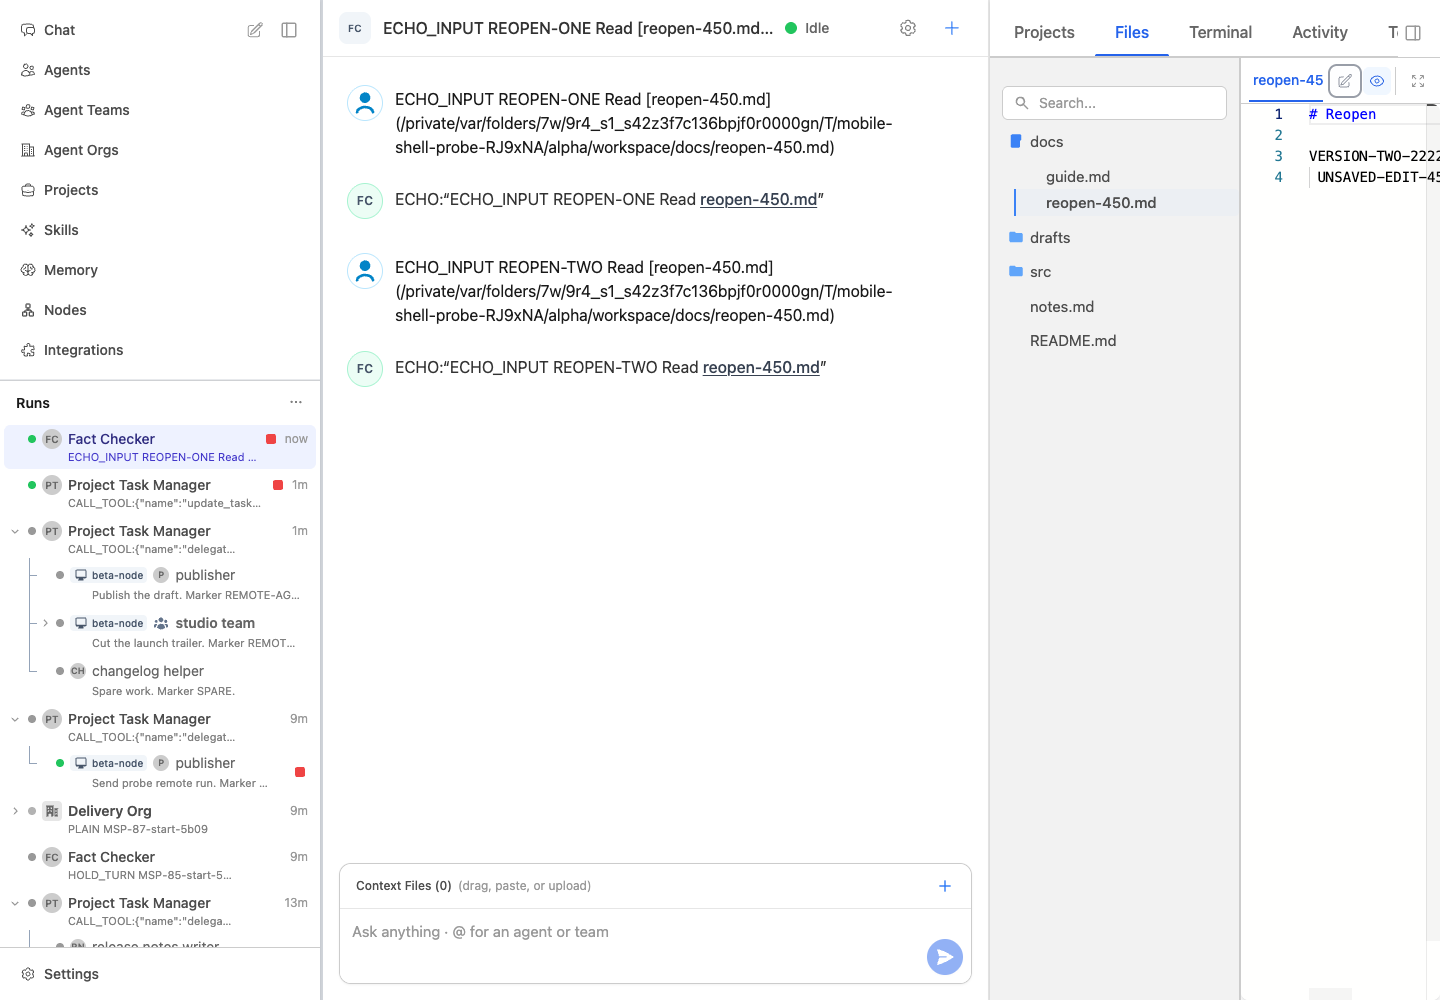 Chat
Agents
Agent Teams
Agent Orgs
Projects
Skills
Memory
Nodes
Integrations
Runs
FC Fact Checker now
ECHO_INPUT REOPEN-ONE Read ...
PT Project Task Manager 1m
CALL_TOOL:{"name":"update_task...
PT Project Task Manager 1m
CALL_TOOL:{"name":"delegat...
beta-node P publisher
Publish the draft. Marker REMOTE-AG...
beta-node studio team
Cut the launch trailer. Marker REMOT...
CH changelog helper
Spare work. Marker SPARE.
PT Project Task Manager 9m
CALL_TOOL:{"name":"delegat...
beta-node P publisher
Send probe remote run. Marker ...
Delivery Org 9m
PLAIN MSP-87-start-5b09
FC Fact Checker 9m
HOLD_TURN MSP-85-start-5...
PT Project Task Manager 13m
CALL_TOOL:{"name":"delega...
RN release notes writer
Settings
FC ECHO_INPUT REOPEN-ONE Read [reopen-450.md... Idle
ECHO_INPUT REOPEN-ONE Read [reopen-450.md]
(/private/var/folders/7w/9r4_s1_s42z3f7c136bpjf0r0000gn/T/mobile-
shell-probe-RJ9xNA/alpha/workspace/docs/reopen-450.md)
FC ECHO:“ECHO_INPUT REOPEN-ONE Read reopen-450.md”
ECHO_INPUT REOPEN-TWO Read [reopen-450.md]
(/private/var/folders/7w/9r4_s1_s42z3f7c136bpjf0r0000gn/T/mobile-
shell-probe-RJ9xNA/alpha/workspace/docs/reopen-450.md)
FC ECHO:“ECHO_INPUT REOPEN-TWO Read reopen-450.md”
Context Files (0) (drag, paste, or upload)
Ask anything · @ for an agent or team
Projects Files Terminal Activity
Search...
docs
guide.md
reopen-450.md
drafts
src
notes.md
README.md
reopen-45
1 # Reopen
2
3 VERSION-TWO-2222
4 UNSAVED-EDIT-45